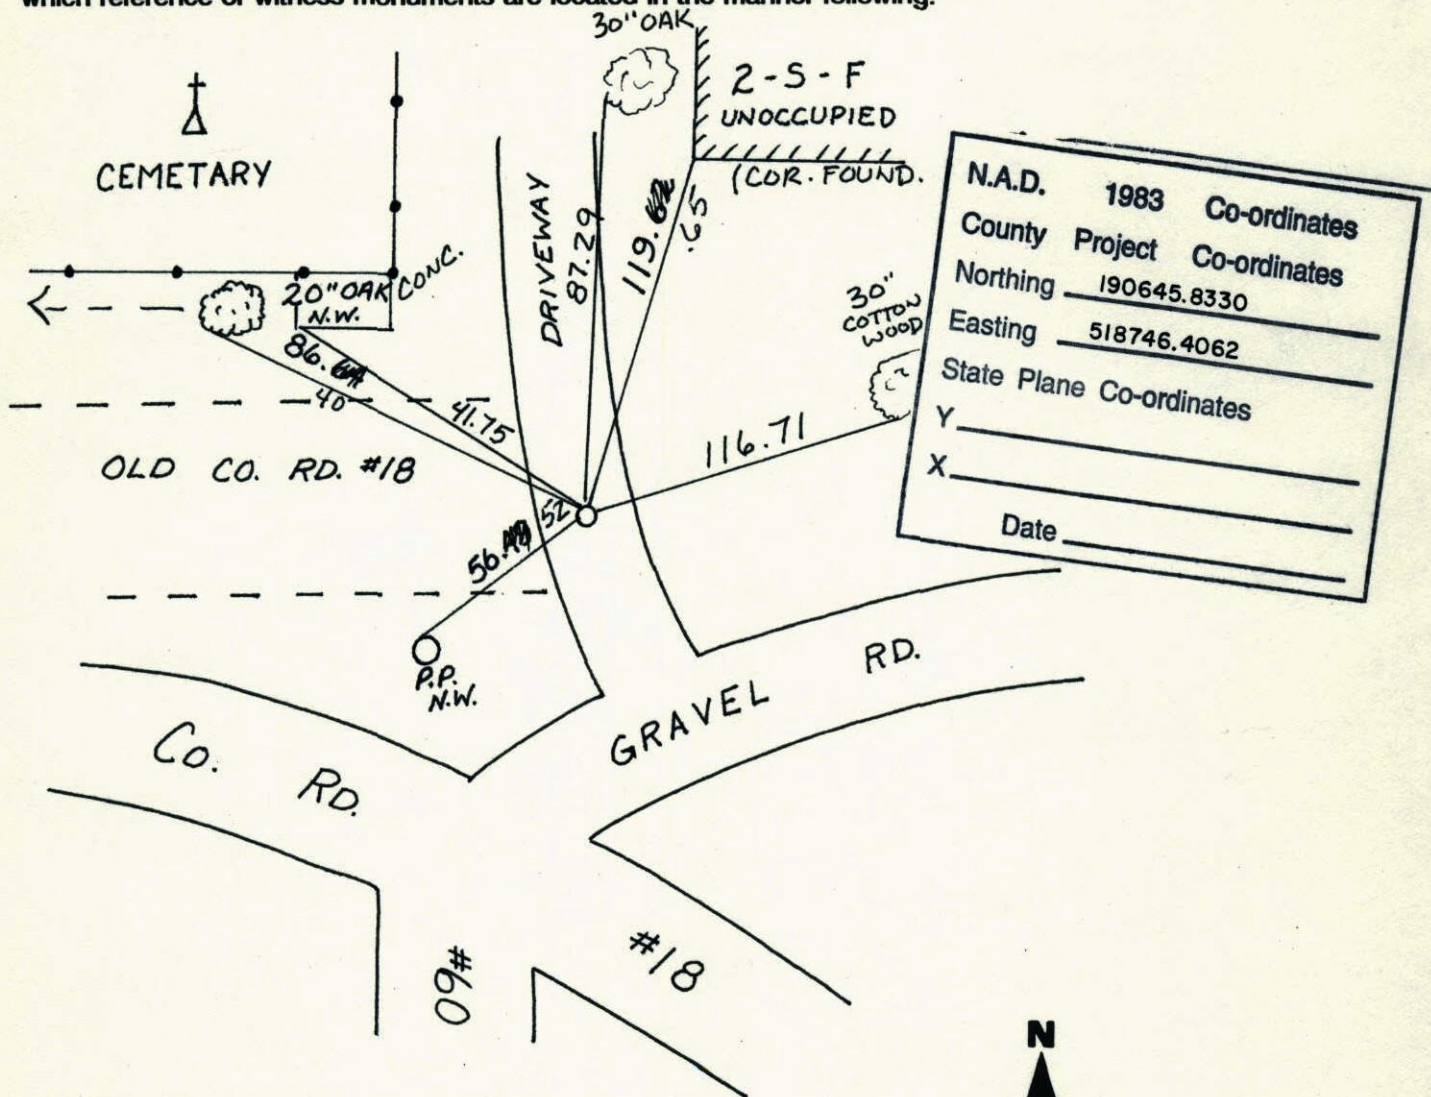 which reference or witness monuments are located in the manner following:
30" OAK
2-S-F
UNOCCUPIED
(COR. FOUND.
CEMETARY
CONC.
20" OAK
N.W.
DRIVEWAY
87.29
119.
.65
30"
COTTON
WOOD
86.
40
41.75
116.71
OLD CO. RD. #18
56.
52
P.P.
N.W.
GRAVEL RD.
Co. RD.
#60
#18
N
N.A.D. 1983 Co-ordinates
County Project Co-ordinates
Northing 190645.8330
Easting 518746.4062
State Plane Co-ordinates
Y
X
Date